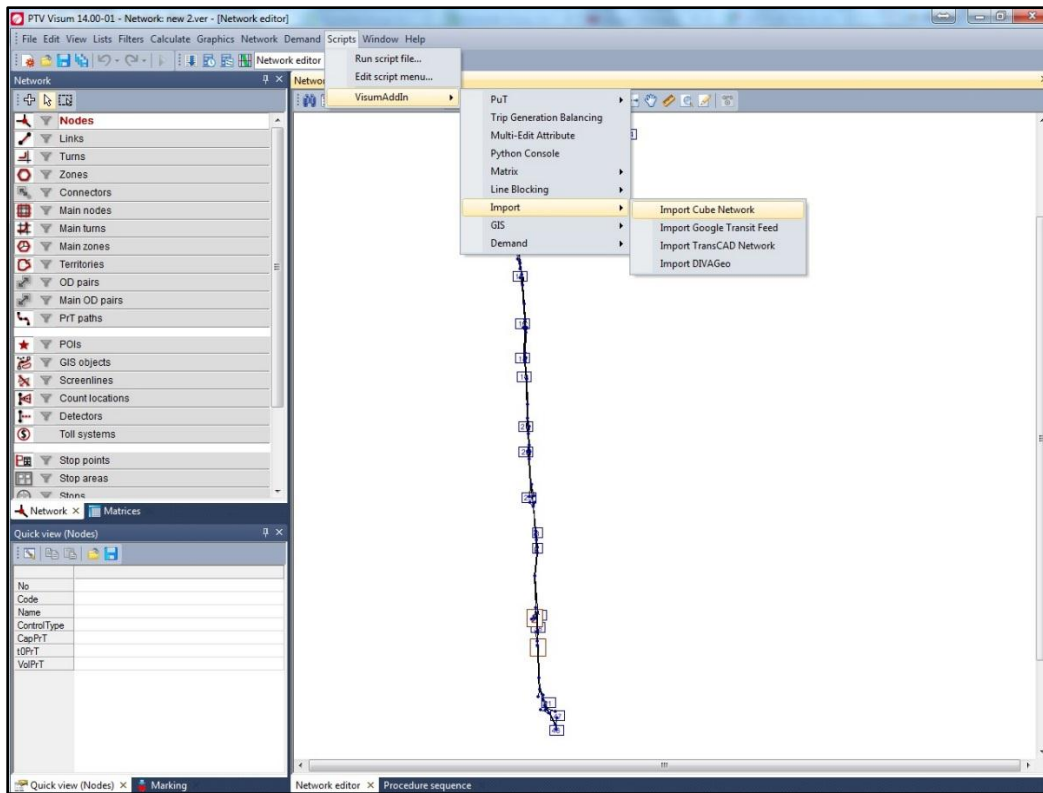 PTV Visum 14.00-01 - Network: new 2.ver - [Network editor]
File Edit View Lists Filters Calculate Graphics Network Demand Scripts Window Help
Network editor
Run script file...
Edit script menu...
VisumAddIn
PuT
Trip Generation Balancing
Multi-Edit Attribute
Python Console
Matrix
Line Blocking
Import
GIS
Demand
Import Cube Network
Import Google Transit Feed
Import TransCAD Network
Import DIVAGeo
Network
Nodes
Links
Turns
Zones
Connectors
Main nodes
Main turns
Main zones
Territories
OD pairs
Main OD pairs
PrT paths
POIs
GIS objects
Screenlines
Count locations
Detectors
Toll systems
Stop points
Stop areas
Stops
Network
Matrices
Quick view (Nodes)
No
Code
Name
ControlType
CapPrT
t0PrT
VolPrT
Quick view (Nodes)
Marking
Network editor
Procedure sequence